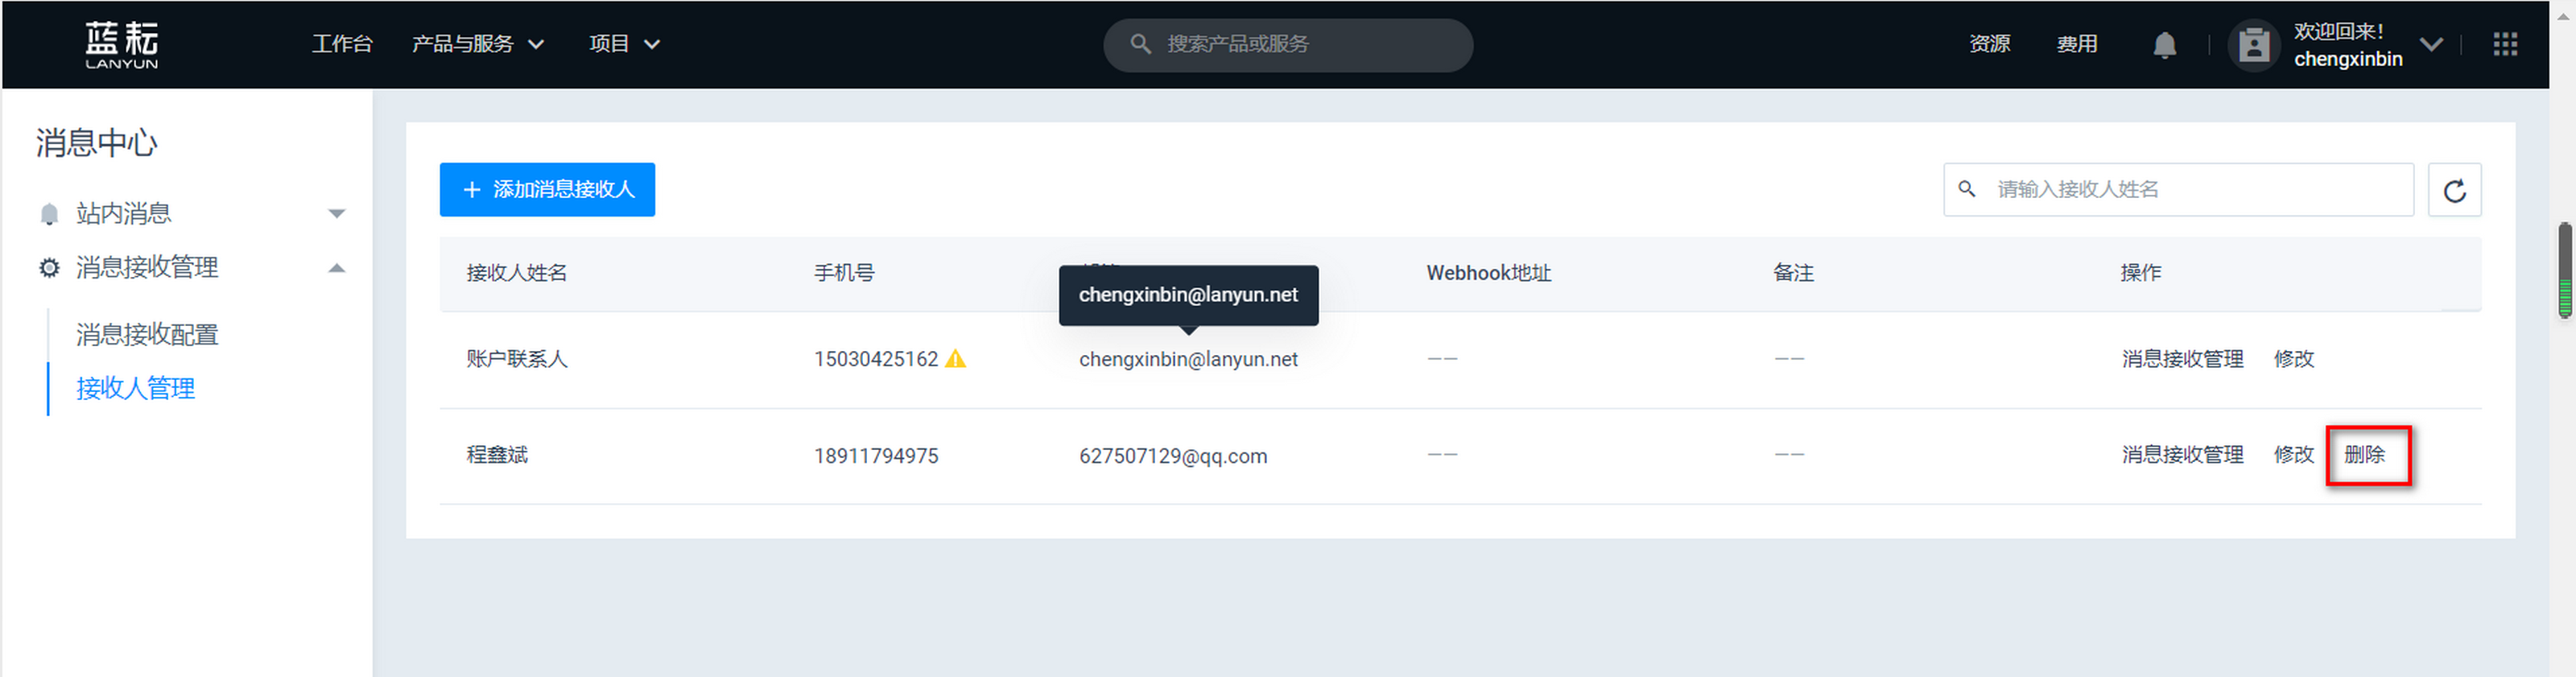 蓝耘
LANYUN
工作台 产品与服务 项目
搜索产品或服务
资源 费用
欢迎回来!
chengxinbin
消息中心
站内消息
消息接收管理
消息接收配置
接收人管理
+ 添加消息接收人
请输入接收人姓名
接收人姓名 手机号 Webhook地址 备注 操作
chengxinbin@lanyun.net
账户联系人 15030425162 chengxinbin@lanyun.net -- -- 消息接收管理 修改
程鑫斌 18911794975 627507129@qq.com -- -- 消息接收管理 修改 删除